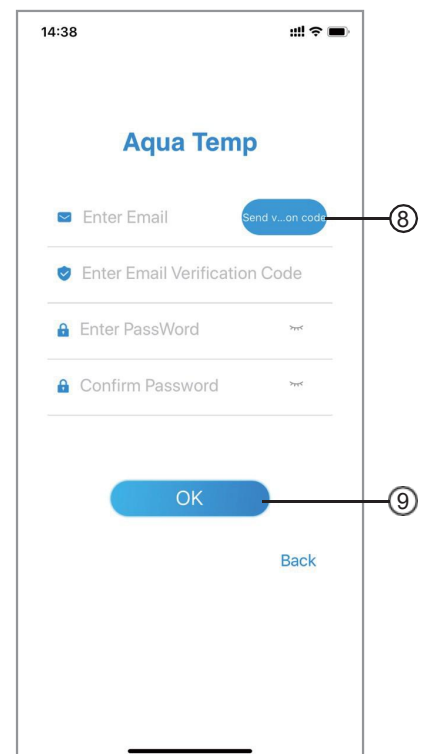 14:38
Aqua Temp
Enter Email
Send v...on code
8
Enter Email Verification Code
Enter PassWord
Confirm Password
OK
9
Back